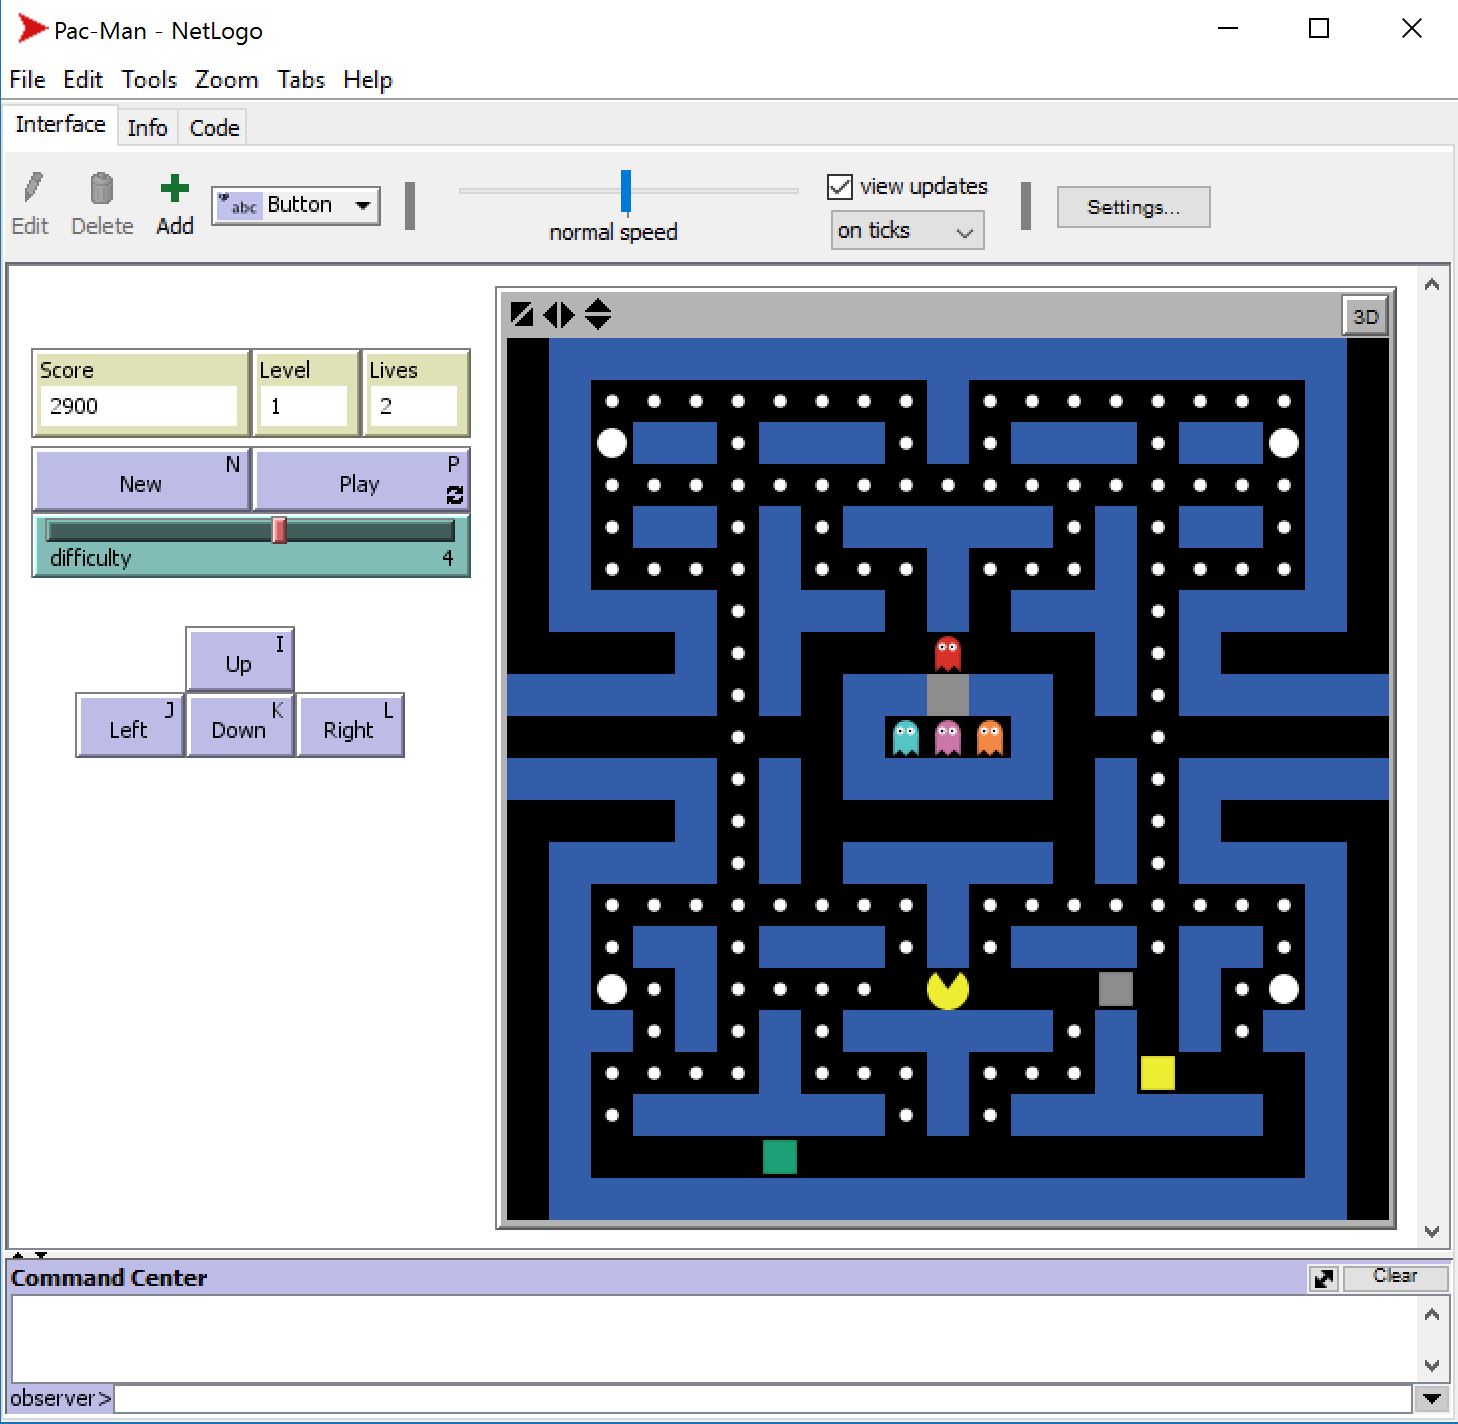 Pac-Man - NetLogo
File Edit Tools Zoom Tabs Help
Interface Info Code
Edit Delete Add abc Button normal speed view updates on ticks Settings...
3D
Score Level Lives
2900 1 2
New N Play P
difficulty 4
Up I
Left J Down K Right L
Command Center Clear
observer>